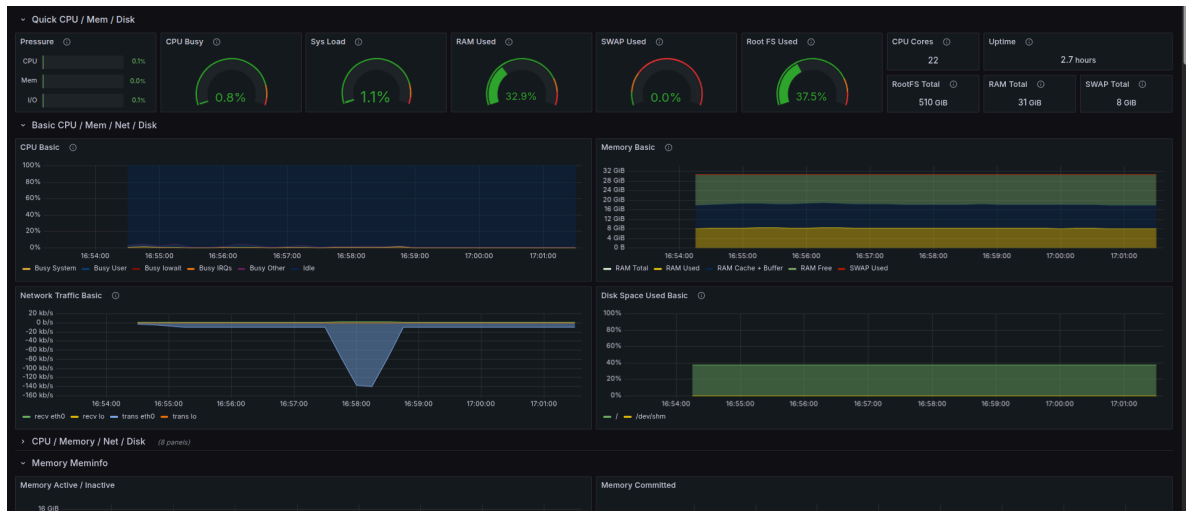 Quick CPU / Mem / Disk
Pressure
CPU 0.1%
Mem 0.0%
I/O 0.1%
CPU Busy
0.8%
Sys Load
1.1%
RAM Used
32.9%
SWAP Used
0.0%
Root FS Used
37.5%
CPU Cores
22
Uptime
2.7 hours
RootFS Total
510 GiB
RAM Total
31 GiB
SWAP Total
8 GiB
Basic CPU / Mem / Net / Disk
CPU Basic
100%
80%
60%
40%
20%
0%
16:54:00 16:55:00 16:56:00 16:57:00 16:58:00 16:59:00 17:00:00 17:01:00
Busy System Busy User Busy Iowait Busy IRQs Busy Other Idle
Memory Basic
32 GiB
28 GiB
24 GiB
20 GiB
16 GiB
12 GiB
8 GiB
4 GiB
0 B
16:54:00 16:55:00 16:56:00 16:57:00 16:58:00 16:59:00 17:00:00 17:01:00
RAM Total RAM Used RAM Cache + Buffer RAM Free SWAP Used
Network Traffic Basic
20 kb/s
0 b/s
-20 kb/s
-40 kb/s
-60 kb/s
-80 kb/s
-100 kb/s
-120 kb/s
-140 kb/s
-160 kb/s
16:54:00 16:55:00 16:56:00 16:57:00 16:58:00 16:59:00 17:00:00 17:01:00
recv eth0 recv lo trans eth0 trans lo
Disk Space Used Basic
100%
80%
60%
40%
20%
0%
16:54:00 16:55:00 16:56:00 16:57:00 16:58:00 16:59:00 17:00:00 17:01:00
/ /dev/shm
CPU / Memory / Net / Disk (8 panels)
Memory Meminfo
Memory Active / Inactive
16 GiB
Memory Committed